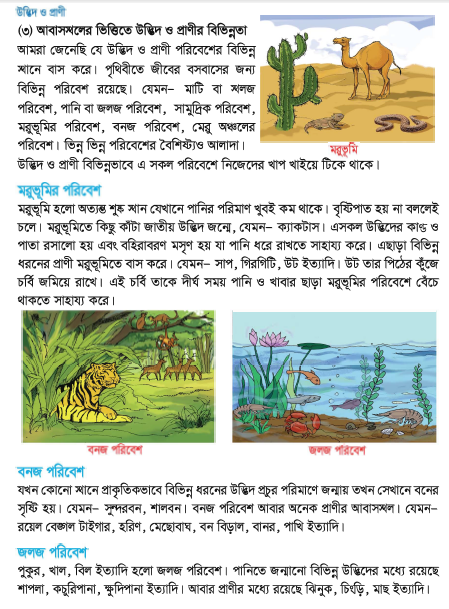 উদ্ভিদ ও প্রাণী
(৩) আবাসস্থলের ভিত্তিতে উদ্ভিদ ও প্রাণীর বিভিন্নতা
আমরা জেনেছি যে উদ্ভিদ ও প্রাণী পরিবেশের বিভিন্ন
স্থানে বাস করে। পৃথিবীতে জীবের বসবাসের জন্য
বিভিন্ন পরিবেশ রয়েছে। যেমন– মাটি বা স্থলজ
পরিবেশ, পানি বা জলজ পরিবেশ, সামুদ্রিক পরিবেশ,
মরুভূমির পরিবেশ, বনজ পরিবেশ, মেরু অঞ্চলের
পরিবেশ। ভিন্ন ভিন্ন পরিবেশের বৈশিষ্ট্যও আলাদা।
মরুভূমি
উদ্ভিদ ও প্রাণী বিভিন্নভাবে এ সকল পরিবেশে নিজেদের খাপ খাইয়ে টিকে থাকে।
মরুভূমির পরিবেশ
মরুভূমি হলো অত্যন্ত শুষ্ক স্থান যেখানে পানির পরিমাণ খুবই কম থাকে। বৃষ্টিপাত হয় না বললেই
চলে। মরুভূমিতে কিছু কাঁটা জাতীয় উদ্ভিদ জন্মে, যেমন– ক্যাকটাস। এসকল উদ্ভিদের কাণ্ড ও
পাতা রসালো হয় এবং বহিরাবরণ মসৃণ হয় যা পানি ধরে রাখতে সাহায্য করে। এছাড়া বিভিন্ন
ধরনের প্রাণী মরুভূমিতে বাস করে। যেমন– সাপ, গিরগিটি, উট ইত্যাদি। উট তার পিঠের কুঁজে
চর্বি জমিয়ে রাখে। এই চর্বি তাকে দীর্ঘ সময় পানি ও খাবার ছাড়া মরুভূমির পরিবেশে বেঁচে
থাকতে সাহায্য করে।
বনজ পরিবেশ
জলজ পরিবেশ
বনজ পরিবেশ
যখন কোনো স্থানে প্রাকৃতিকভাবে বিভিন্ন ধরনের উদ্ভিদ প্রচুর পরিমাণে জন্মায় তখন সেখানে বনের
সৃষ্টি হয়। যেমন– সুন্দরবন, শালবন। বনজ পরিবেশ আবার অনেক প্রাণীর আবাসস্থল। যেমন–
রয়েল বেঙ্গল টাইগার, হরিণ, মেছোবাঘ, বন বিড়াল, বানর, পাখি ইত্যাদি।
জলজ পরিবেশ
পুকুর, খাল, বিল ইত্যাদি হলো জলজ পরিবেশ। পানিতে জন্মানো বিভিন্ন উদ্ভিদের মধ্যে রয়েছে
শাপলা, কচুরিপানা, ক্ষুদিপানা ইত্যাদি। আবার প্রাণীর মধ্যে রয়েছে ঝিনুক, চিংড়ি, মাছ ইত্যাদি।